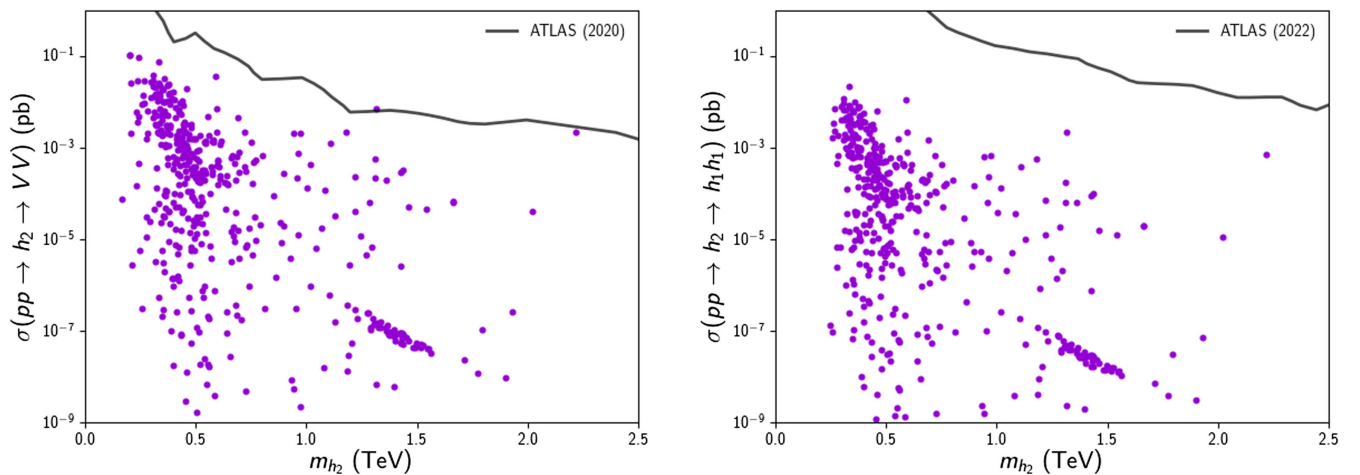 σ(pp → h₂ → VV) (pb)
10⁻¹
10⁻³
10⁻⁵
10⁻⁷
10⁻⁹
ATLAS (2020)
0.0 0.5 1.0 1.5 2.0 2.5
m_{h₂} (TeV)
σ(pp → h₂ → h₁h₁) (pb)
10⁻¹
10⁻³
10⁻⁵
10⁻⁷
10⁻⁹
ATLAS (2022)
0.0 0.5 1.0 1.5 2.0 2.5
m_{h₂} (TeV)